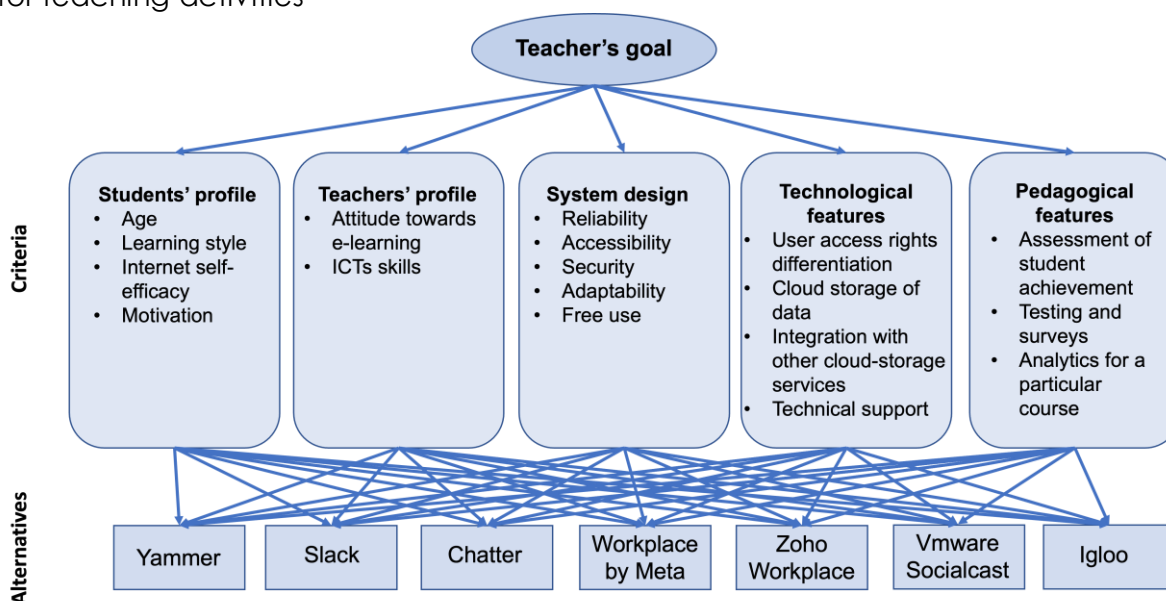 for teaching activities
Teacher's goal
Criteria
Students' profile
• Age
• Learning style
• Internet self-
efficacy
• Motivation
Teachers' profile
• Attitude towards
e-learning
• ICTs skills
System design
• Reliability
• Accessibility
• Security
• Adaptability
• Free use
Technological
features
• User access rights
differentiation
• Cloud storage of
data
• Integration with
other cloud-storage
services
• Technical support
Pedagogical
features
• Assessment of
student
achievement
• Testing and
surveys
• Analytics for a
particular
course
Alternatives
Yammer
Slack
Chatter
Workplace
by Meta
Zoho
Workplace
Vmware
Socialcast
Igloo